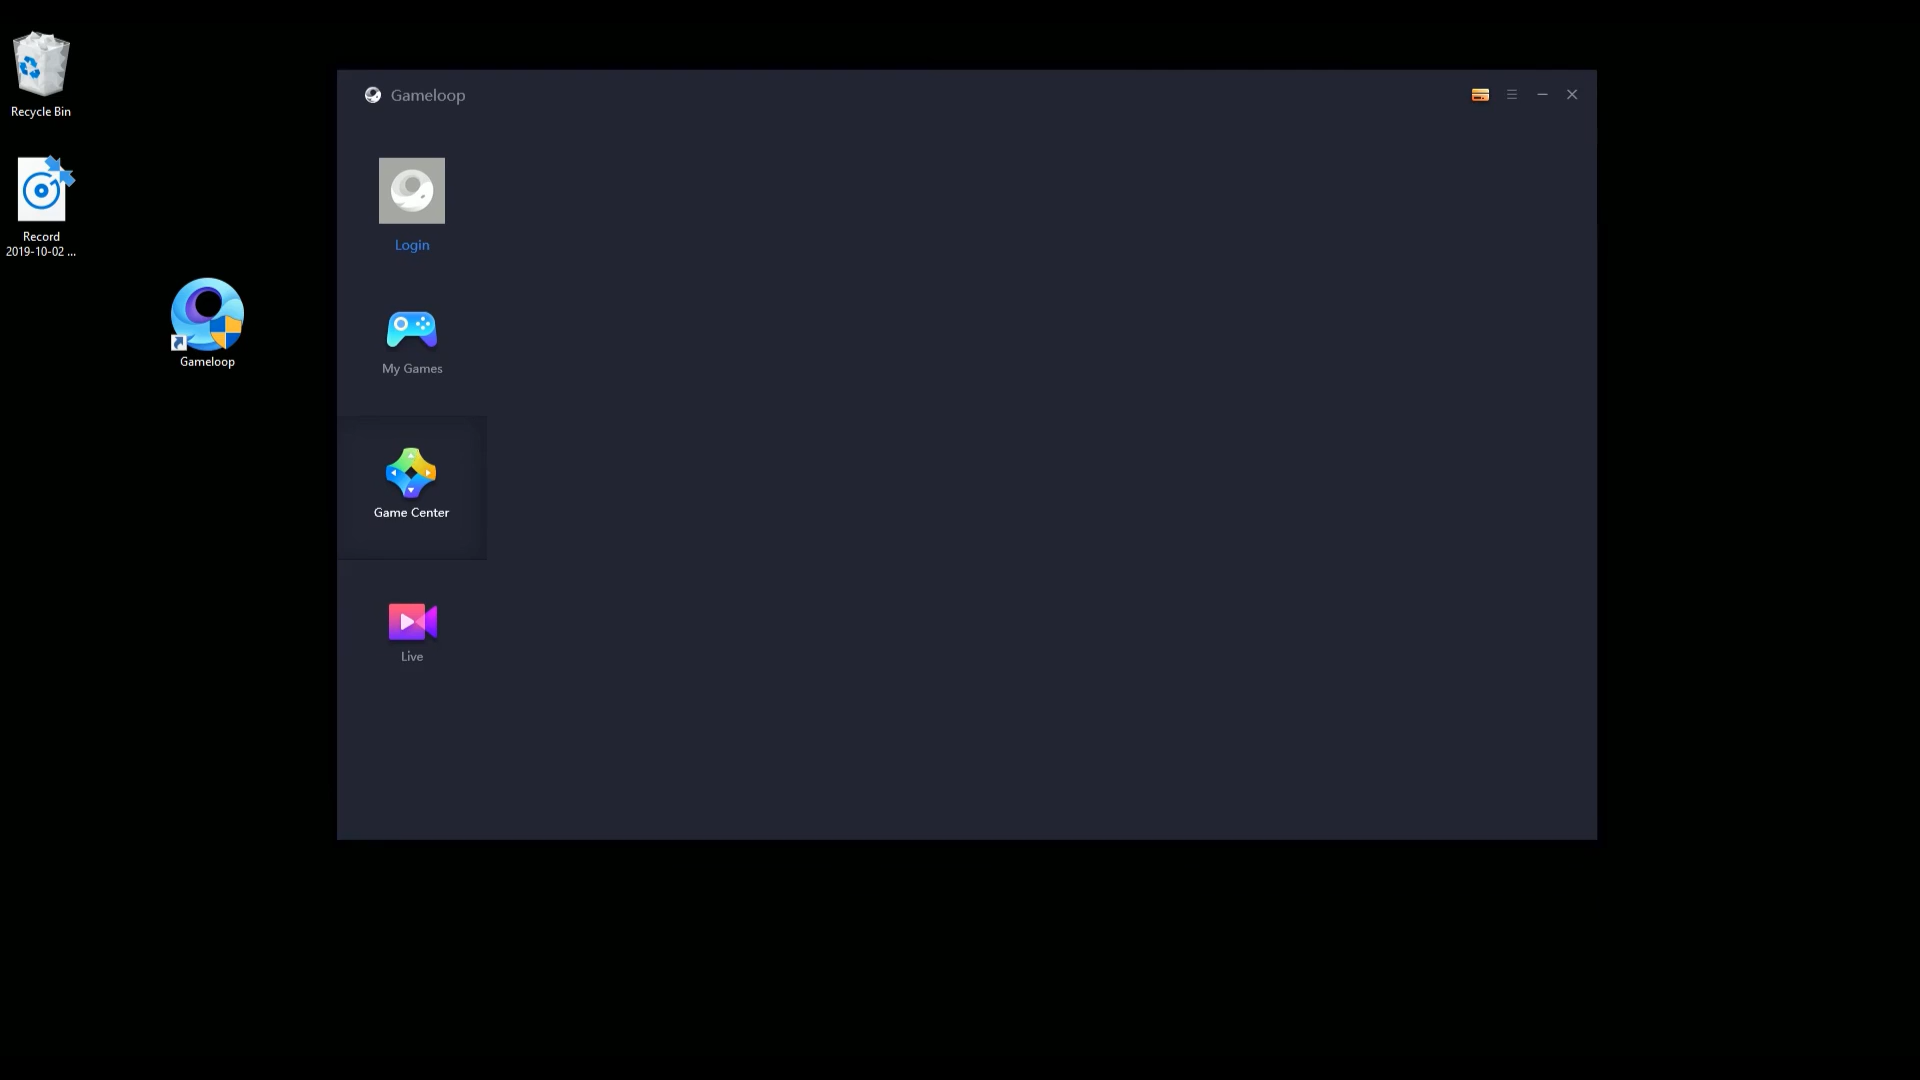 Recycle Bin
Record
2019-10-02 ...
Gameloop
Gameloop
Login
My Games
Game Center
Live